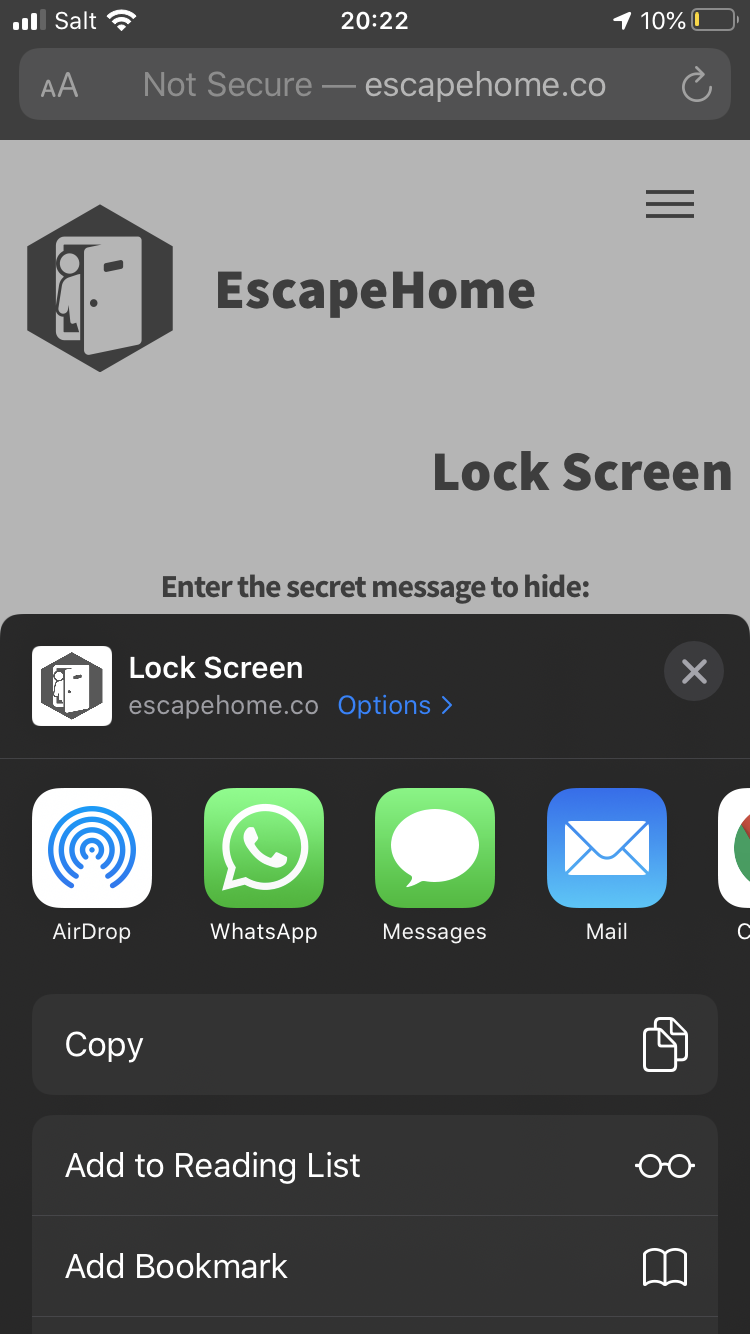 Salt 20:22 10%
AA Not Secure — escapehome.co
EscapeHome
Lock Screen
Enter the secret message to hide:
Lock Screen
escapehome.co Options >
AirDrop WhatsApp Messages Mail C
Copy
Add to Reading List
Add Bookmark